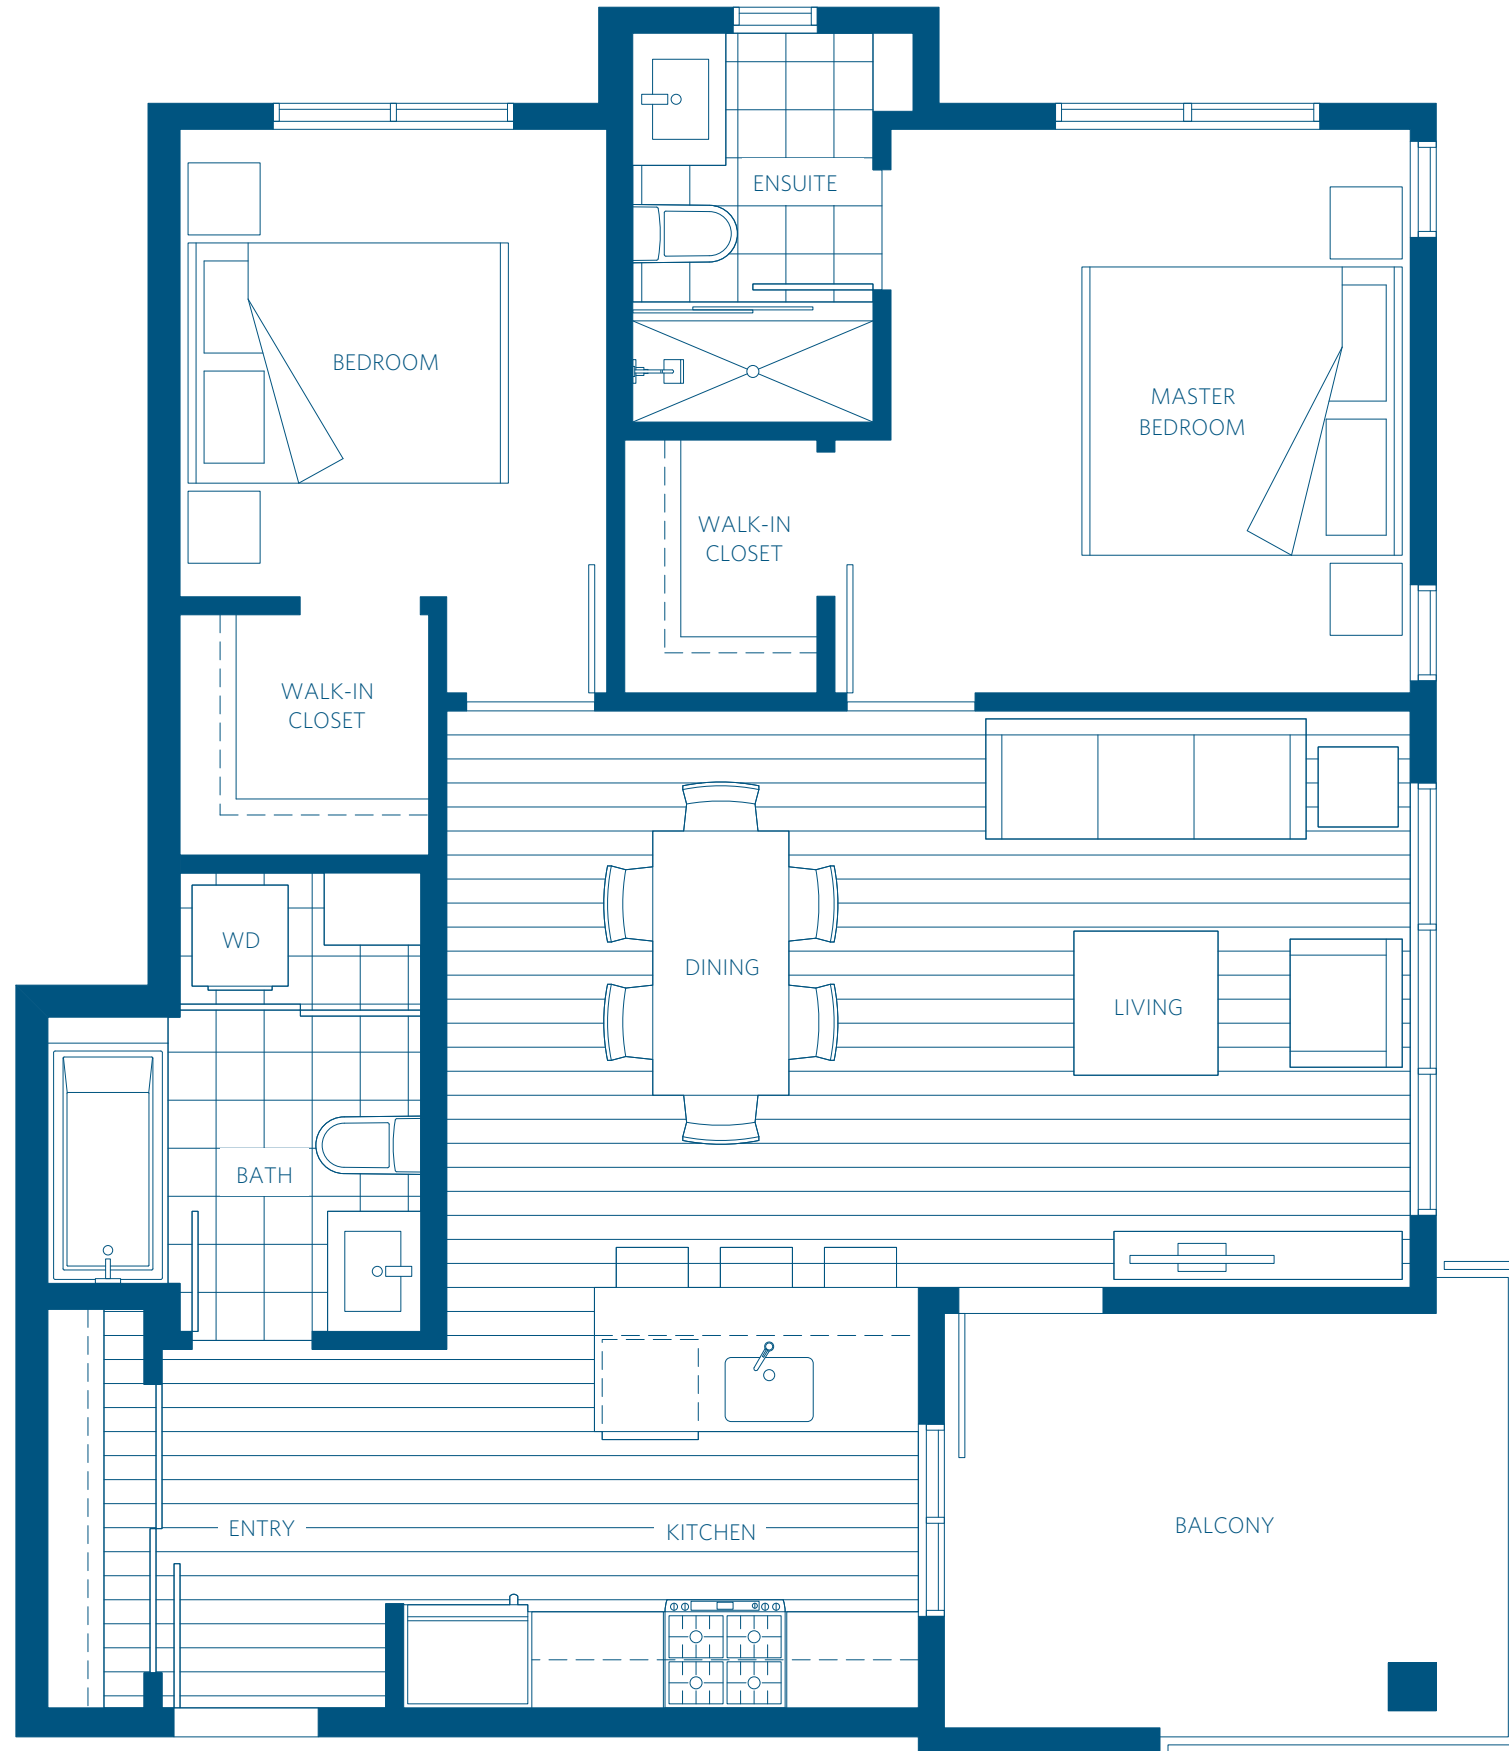 ENSUITE
BEDROOM
MASTER
BEDROOM
WALK-IN
CLOSET
WALK-IN
CLOSET
WD
DINING
LIVING
BATH
ENTRY
KITCHEN
BALCONY